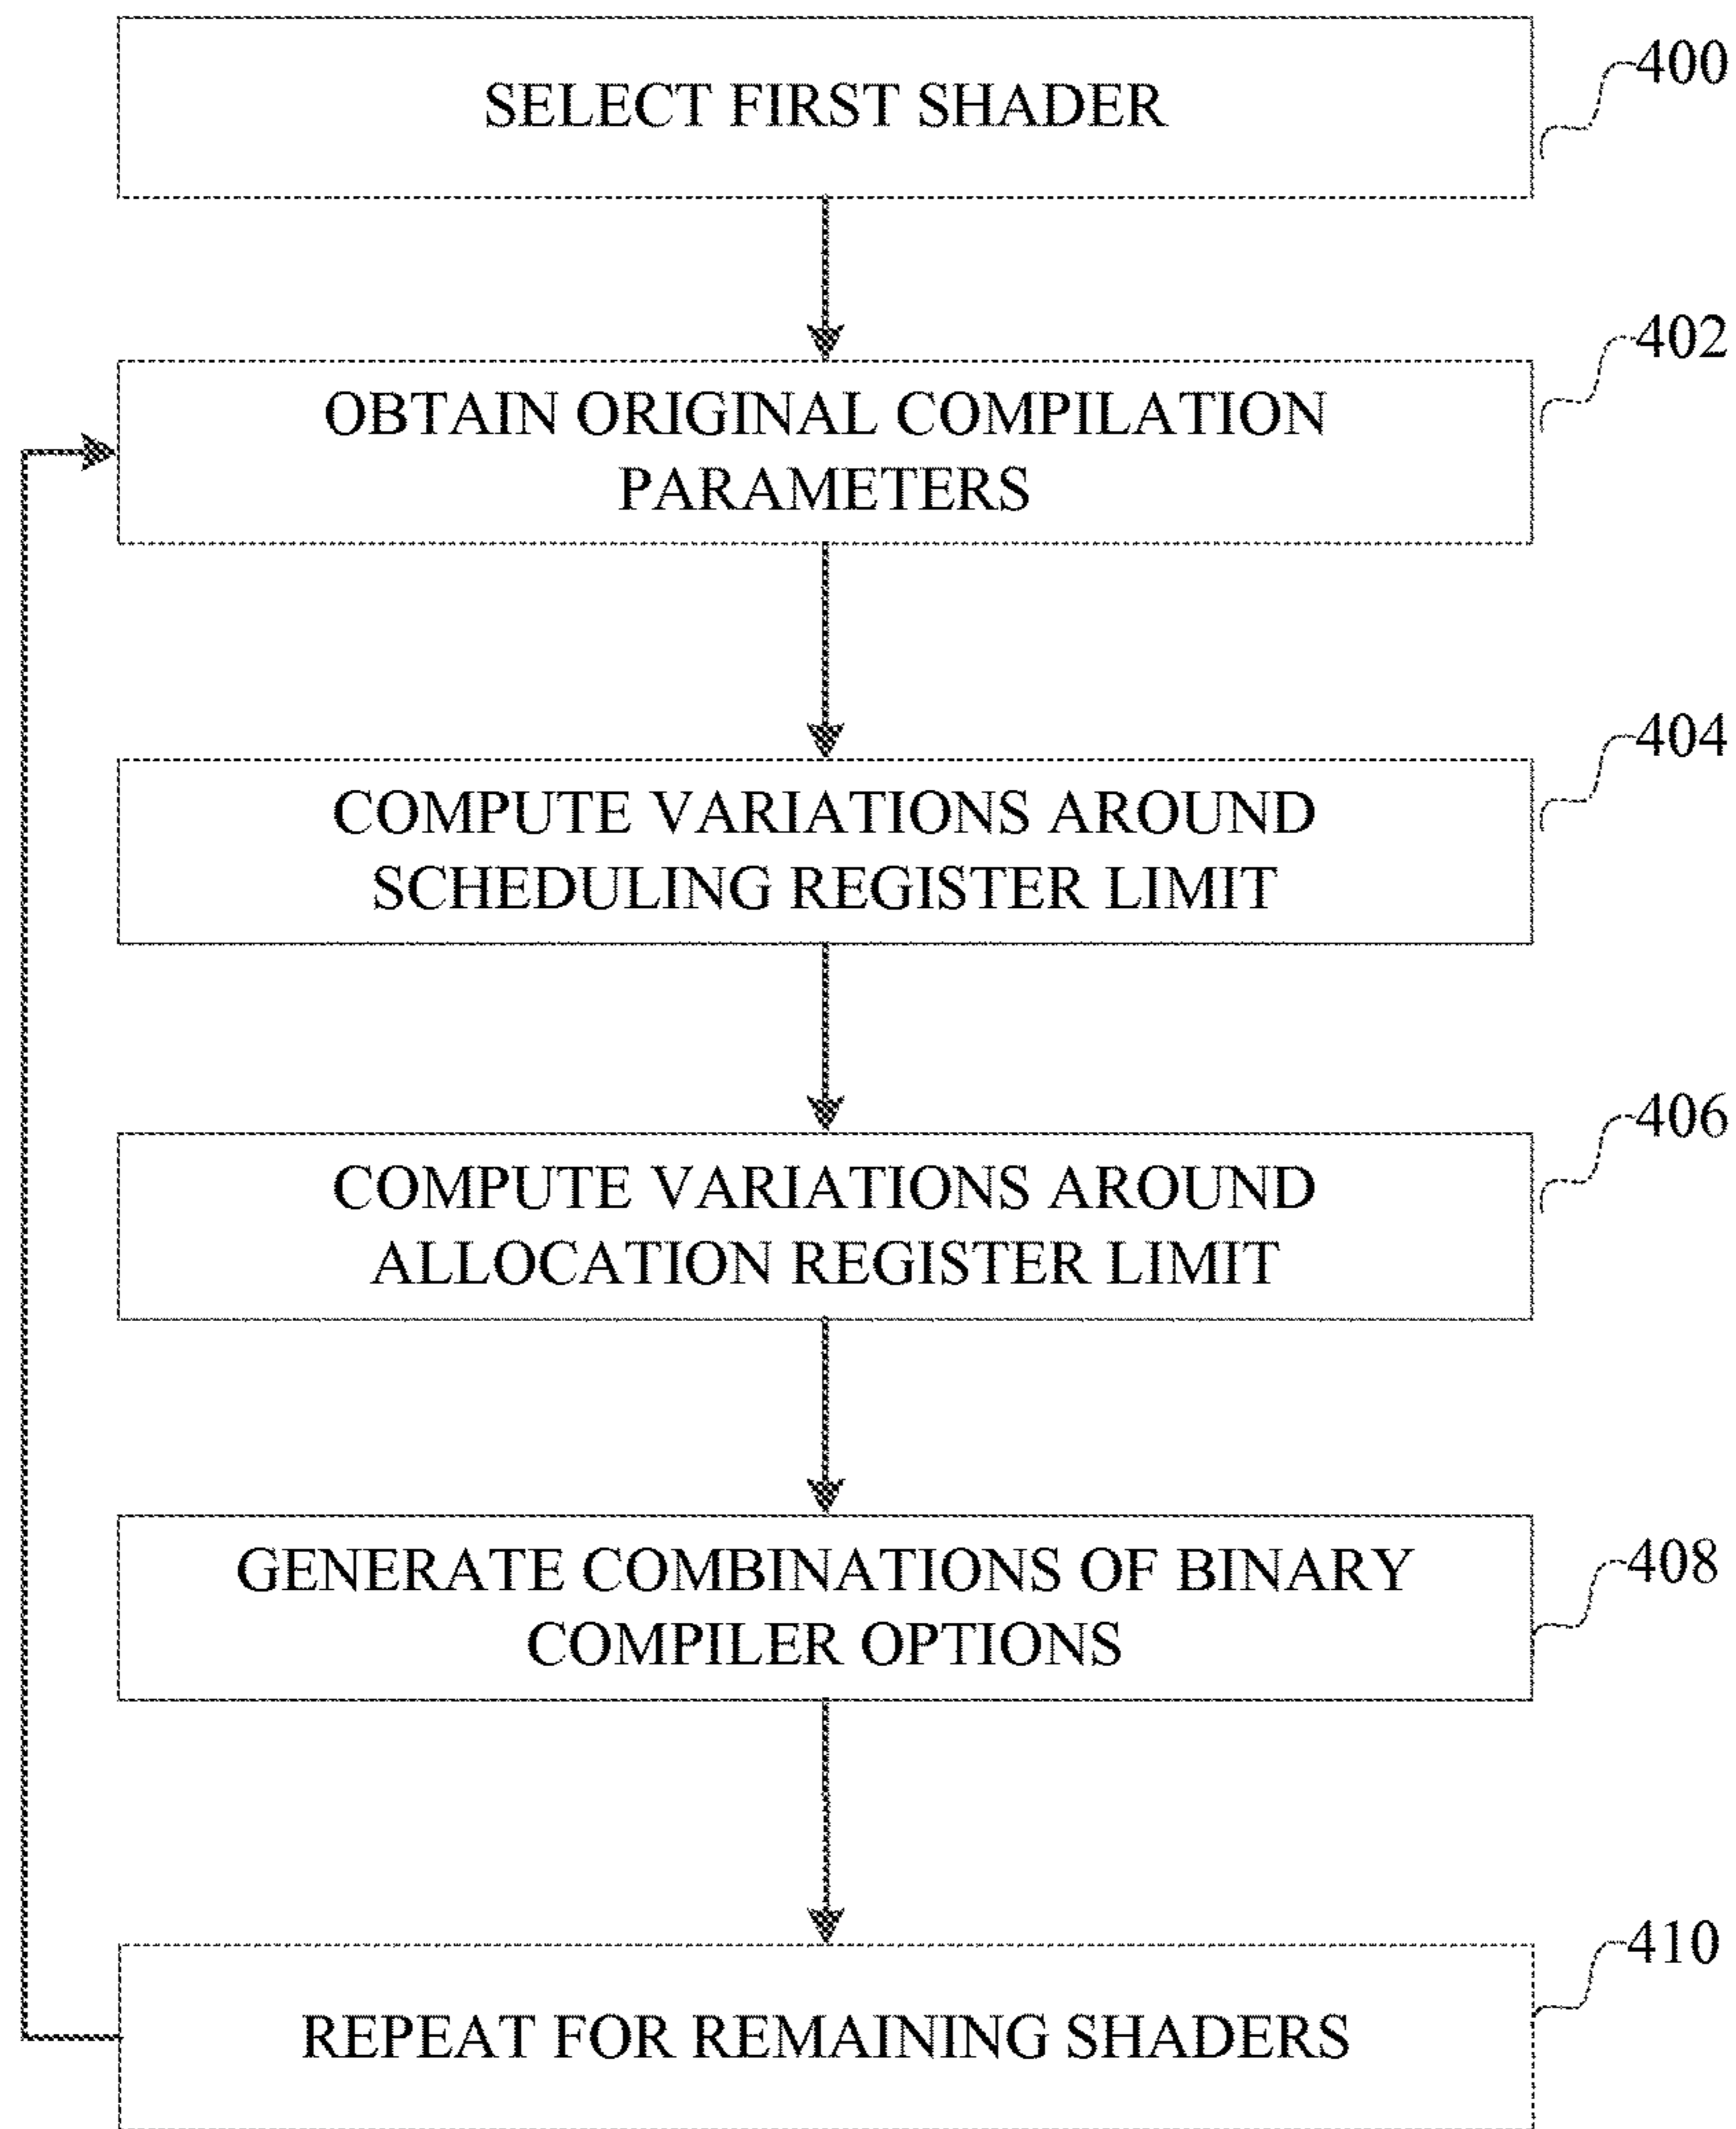 SELECT FIRST SHADER
400
OBTAIN ORIGINAL COMPILATION
PARAMETERS
402
COMPUTE VARIATIONS AROUND
SCHEDULING REGISTER LIMIT
404
COMPUTE VARIATIONS AROUND
ALLOCATION REGISTER LIMIT
406
GENERATE COMBINATIONS OF BINARY
COMPILER OPTIONS
408
REPEAT FOR REMAINING SHADERS
410